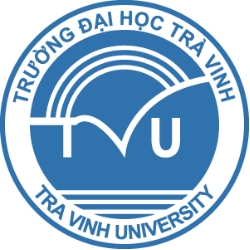 TRƯỜNG ĐẠI HỌC TRÀ VINH
TVU
TRA VINH UNIVERSITY